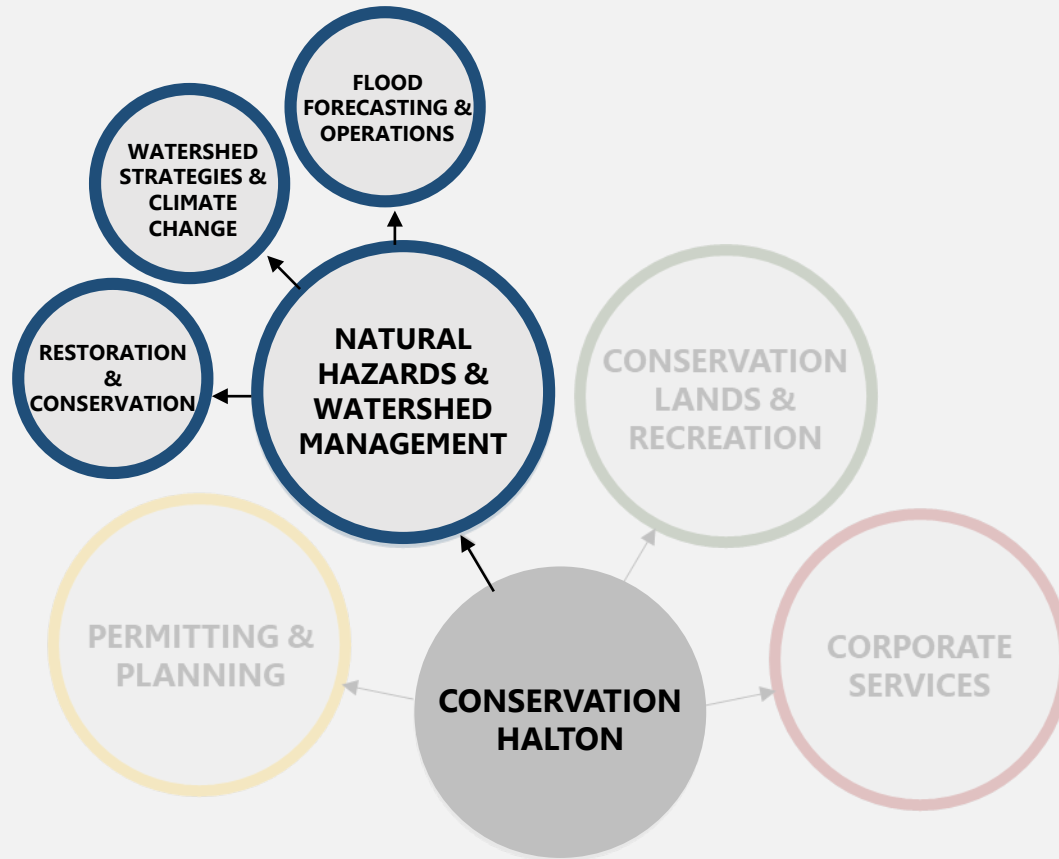 FLOOD
FORECASTING &
OPERATIONS
WATERSHED
STRATEGIES &
CLIMATE
CHANGE
RESTORATION
&
CONSERVATION
NATURAL
HAZARDS &
WATERSHED
MANAGEMENT
CONSERVATION
LANDS &
RECREATION
PERMITTING &
PLANNING
CONSERVATION
HALTON
CORPORATE
SERVICES